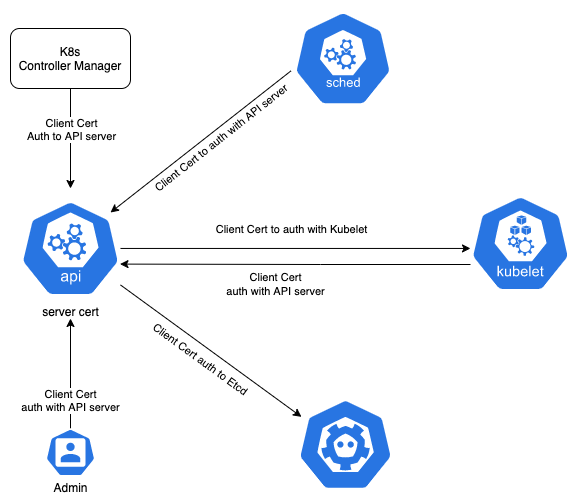 K8s
Controller Manager
sched
Client Cert
Auth to API server
Client Cert to auth with API server
Client Cert to auth with Kubelet
api
kubelet
Client Cert
auth with API server
server cert
Client Cert auth to Etcd
Client Cert
auth with API server
Admin